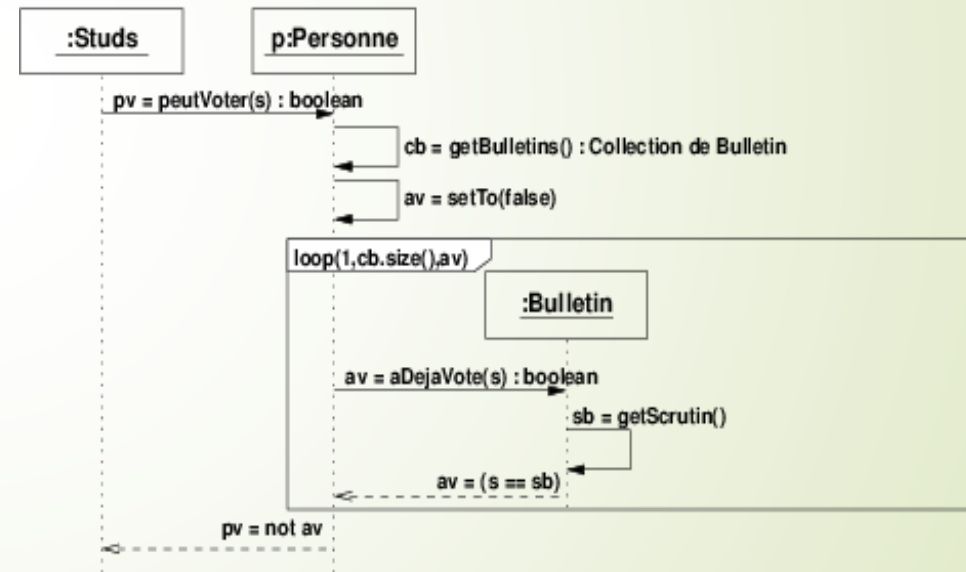 :Studs
p:Personne
pv = peutVoter(s) : boolean
cb = getBulletins() : Collection de Bulletin
av = setTo(false)
loop(1,cb.size(),av)
:Bulletin
av = aDejaVote(s) : boolean
sb = getScrutin()
av = (s == sb)
pv = not av